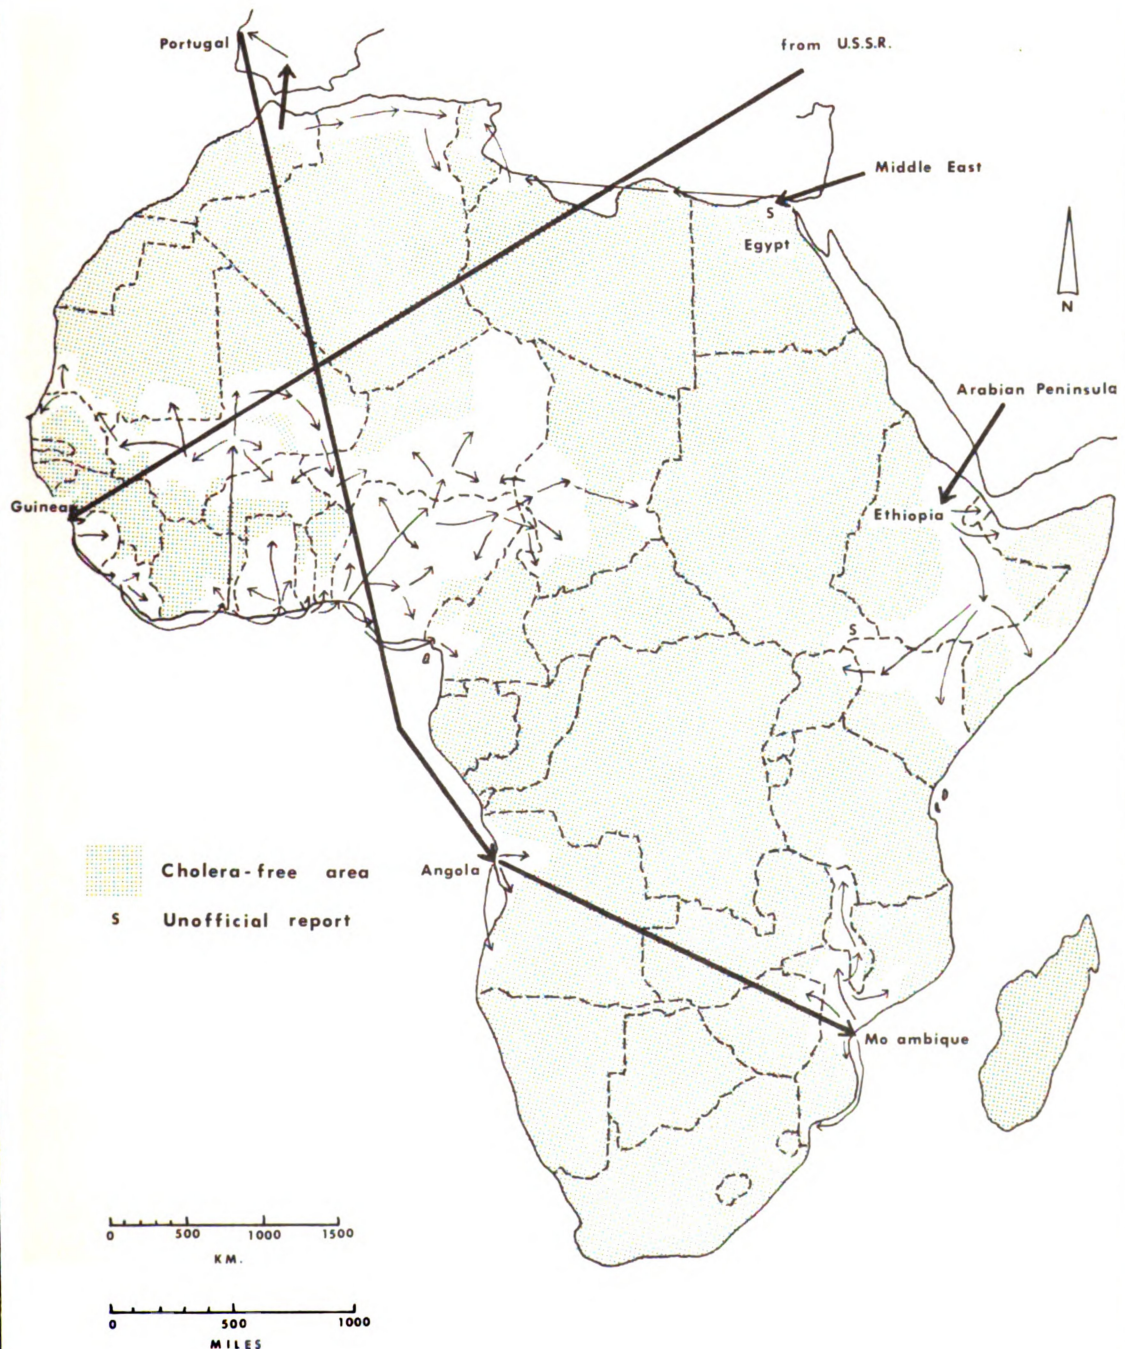 Portugal
from U.S.S.R.
Middle East
S
Egypt
N
Arabian Peninsula
Guinea
Ethiopia
S
Angola
Cholera-free area
S Unofficial report
Mo ambique
0 500 1000 1500
KM.
0 500 1000
MILES